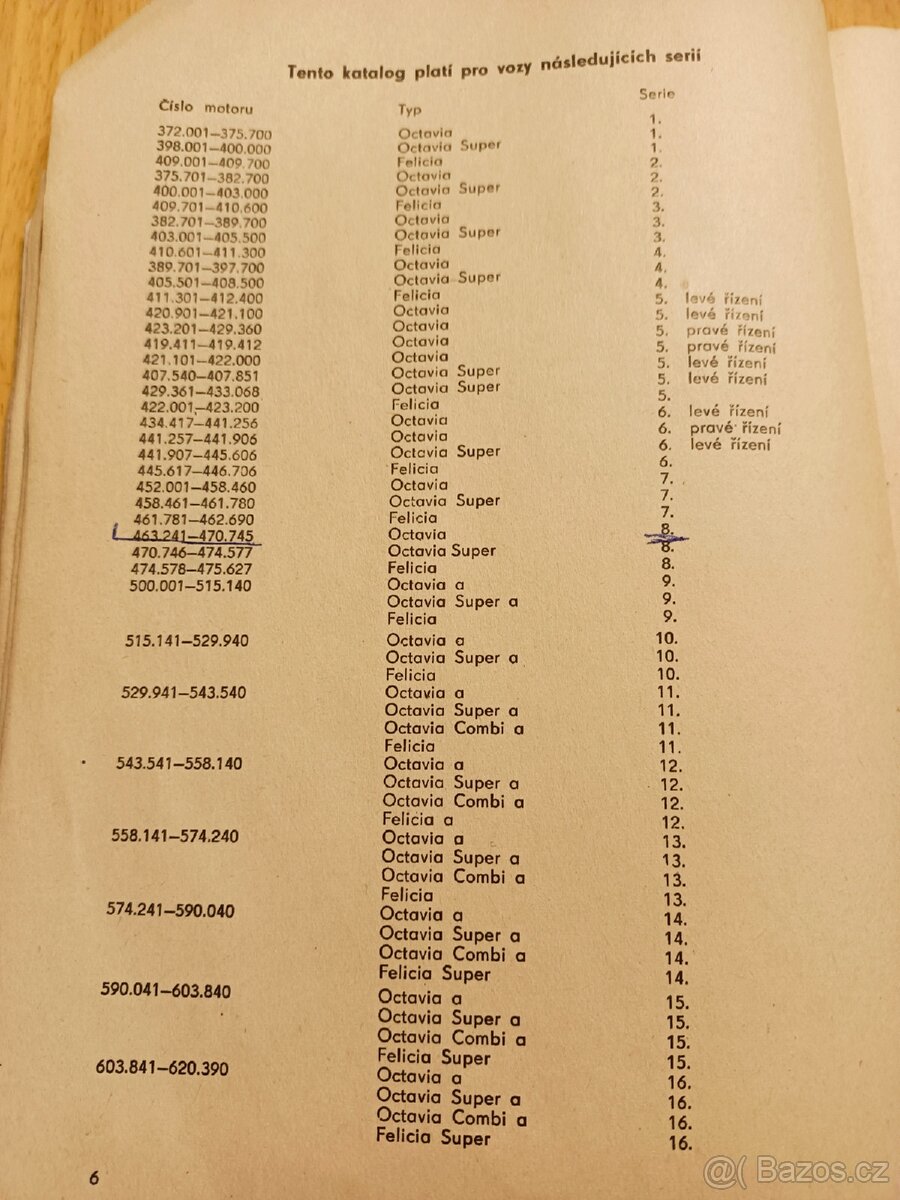 Tento katalog platí pro vozy následujících serií
Číslo motoru Typ Serie
372.001–375.700 Octavia 1.
398.001–400.000 Octavia Super 1.
409.001–409.700 Felicia 1.
375.701–382.700 Octavia 2.
400.001–403.000 Octavia Super 2.
409.701–410.600 Felicia 2.
382.701–389.700 Octavia 3.
403.001–405.500 Octavia Super 3.
410.601–411.300 Felicia 3.
389.701–397.700 Octavia 4.
405.501–408.500 Octavia Super 4.
411.301–412.400 Felicia 4.
420.901–421.100 Octavia 5. levé řízení
423.201–429.360 Octavia 5. levé řízení
419.411–419.412 Octavia 5. pravé řízení
421.101–422.000 Octavia 5. pravé řízení
407.540–407.851 Octavia Super 5. levé řízení
429.361–433.068 Octavia Super 5. levé řízení
422.001–423.200 Felicia 5.
434.417–441.256 Octavia 6. levé řízení
441.257–441.906 Octavia 6. pravé řízení
441.907–445.606 Octavia Super 6. levé řízení
445.617–446.706 Felicia 6.
452.001–458.460 Octavia 7.
458.461–461.780 Octavia Super 7.
461.781–462.690 Felicia 7.
463.241–470.745 Octavia 8.
470.746–474.577 Octavia Super 8.
474.578–475.627 Felicia 8.
500.001–515.140 Octavia a 9.
Octavia Super a 9.
Felicia 9.
515.141–529.940 Octavia a 10.
Octavia Super a 10.
Felicia 10.
529.941–543.540 Octavia a 11.
Octavia Super a 11.
Octavia Combi a 11.
Felicia 11.
543.541–558.140 Octavia a 12.
Octavia Super a 12.
Octavia Combi a 12.
Felicia a 12.
558.141–574.240 Octavia a 13.
Octavia Super a 13.
Octavia Combi a 13.
Felicia 13.
574.241–590.040 Octavia a 14.
Octavia Super a 14.
Octavia Combi a 14.
Felicia Super 14.
590.041–603.840 Octavia a 15.
Octavia Super a 15.
Octavia Combi a 15.
Felicia Super 15.
603.841–620.390 Octavia a 16.
Octavia Super a 16.
Octavia Combi a 16.
Felicia Super 16.
6
@( Bazos.cz